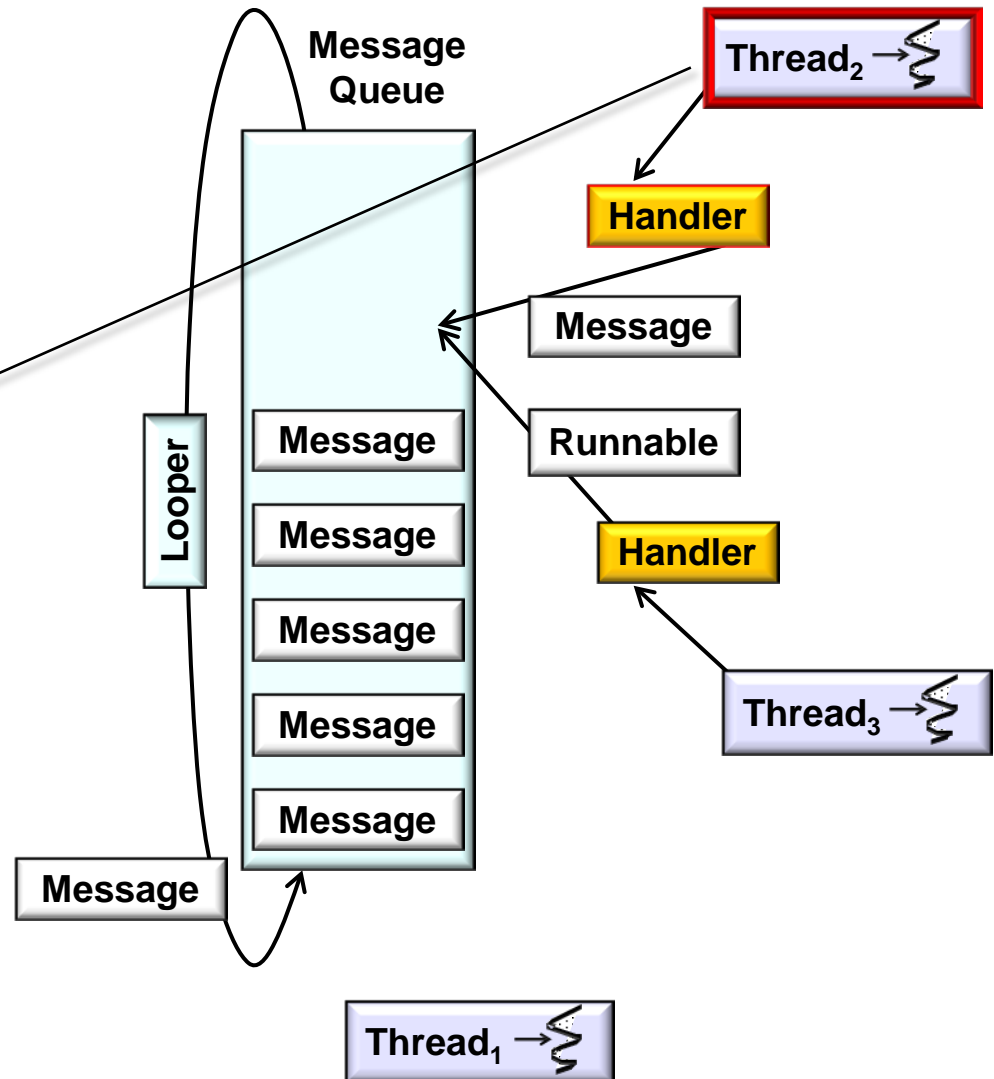 Message
Queue
Thread₂
Handler
Message
Message
Runnable
Looper
Message
Handler
Message
Message
Thread₃
Message
Message
Thread₁